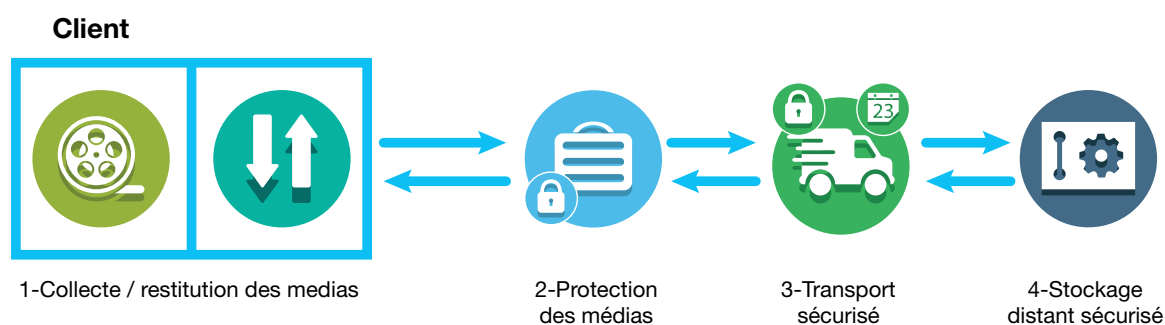 Client
23
1-Collecte / restitution des medias
2-Protection
des médias
3-Transport
sécurisé
4-Stockage
distant sécurisé